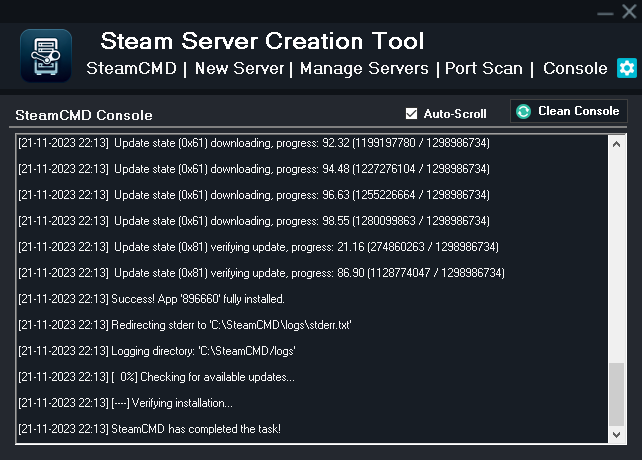 Steam Server Creation Tool
SteamCMD | New Server | Manage Servers | Port Scan | Console
SteamCMD Console
Auto-Scroll
Clean Console
[21-11-2023 22:13]  Update state (0x61) downloading, progress: 92.32 (1199197780 / 1298986734)
[21-11-2023 22:13]  Update state (0x61) downloading, progress: 94.48 (1227276104 / 1298986734)
[21-11-2023 22:13]  Update state (0x61) downloading, progress: 96.63 (1255226664 / 1298986734)
[21-11-2023 22:13]  Update state (0x61) downloading, progress: 98.55 (1280099863 / 1298986734)
[21-11-2023 22:13]  Update state (0x81) verifying update, progress: 21.16 (274860263 / 1298986734)
[21-11-2023 22:13]  Update state (0x81) verifying update, progress: 86.90 (1128774047 / 1298986734)
[21-11-2023 22:13] Success! App '896660' fully installed.
[21-11-2023 22:13] Redirecting stderr to 'C:\SteamCMD\logs\stderr.txt'
[21-11-2023 22:13] Logging directory: 'C:\SteamCMD/logs'
[21-11-2023 22:13] [  0%] Checking for available updates...
[21-11-2023 22:13] [----] Verifying installation...
[21-11-2023 22:13] SteamCMD has completed the task!